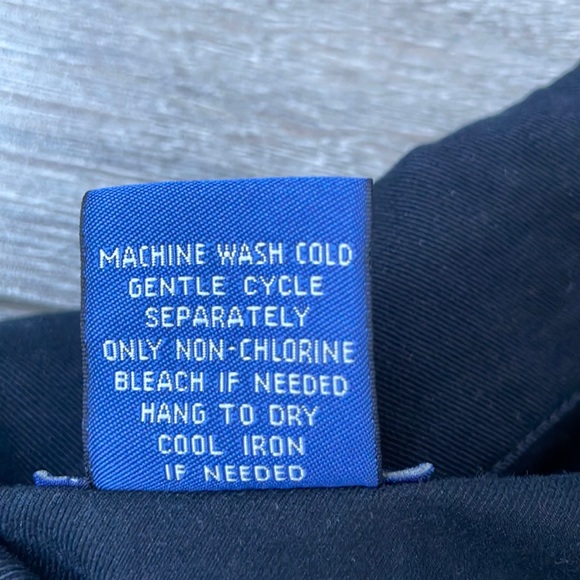 MACHINE WASH COLD
GENTLE CYCLE
SEPARATELY
ONLY NON-CHLORINE
BLEACH IF NEEDED
HANG TO DRY
COOL IRON
IF NEEDED